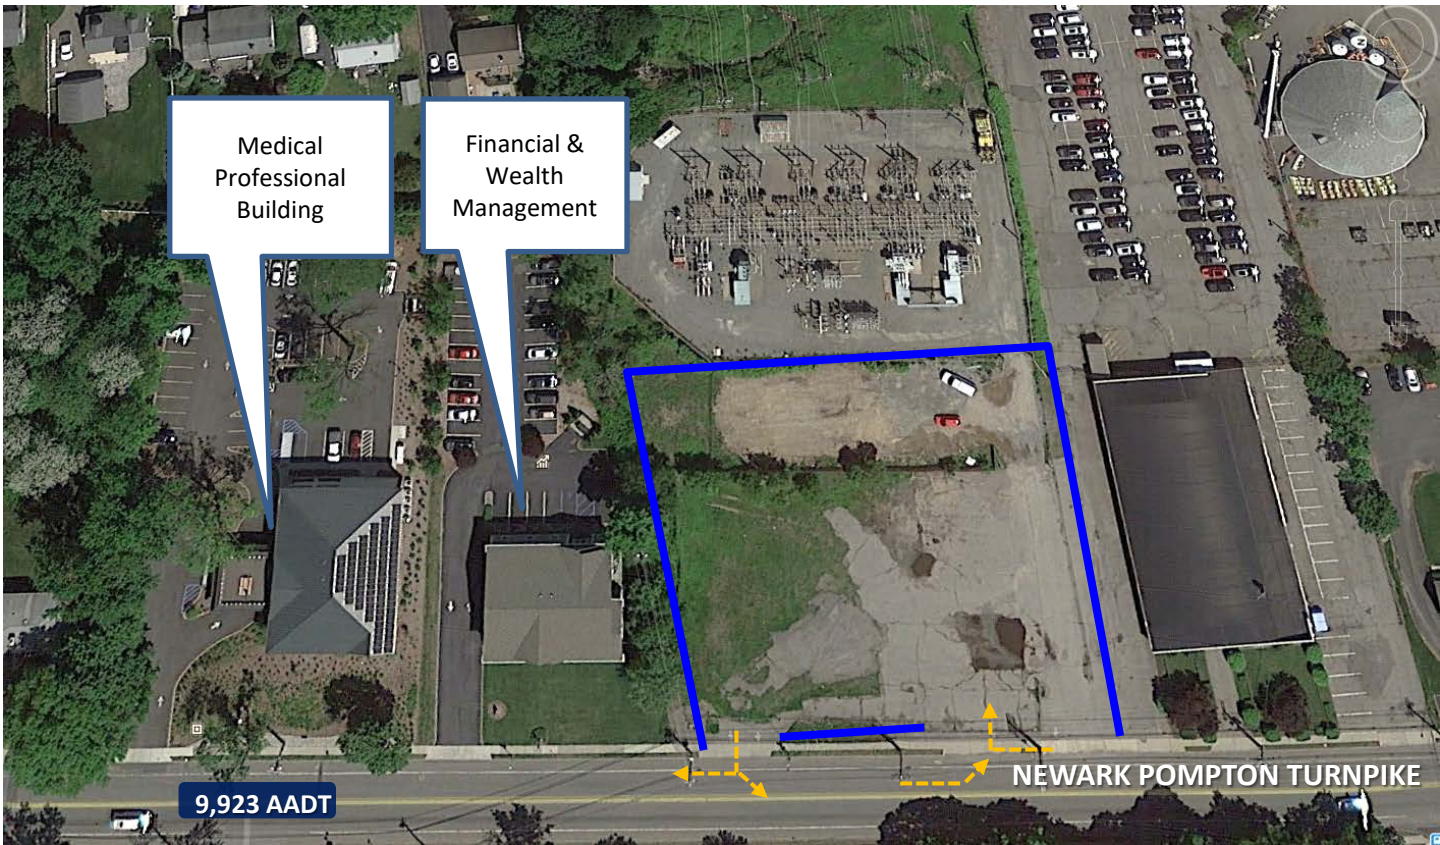 Medical
Professional
Building
Financial &
Wealth
Management
NEWARK POMPTON TURNPIKE
9,923 AADT